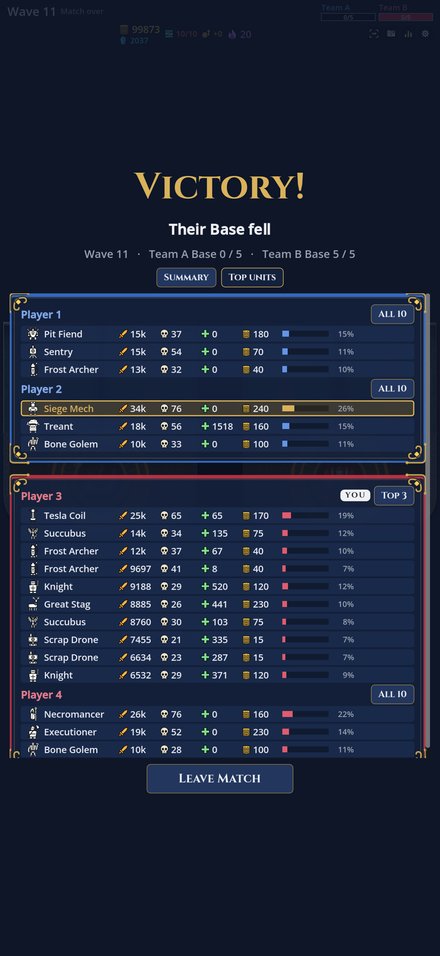 Wave 11 Match over
Team A Team B
0/5 5/5
99873 10/10 +0 20
2037
Victory!
Their Base fell
Wave 11 · Team A Base 0 / 5 · Team B Base 5 / 5
Summary Top units
Player 1 All 10
Pit Fiend 15k 37 0 180 15%
Sentry 15k 54 0 70 11%
Frost Archer 13k 32 0 40 10%
Player 2 All 10
Siege Mech 34k 76 0 240 26%
Treant 18k 56 1518 160 15%
Bone Golem 10k 33 0 100 11%
Player 3 YOU Top 3
Tesla Coil 25k 65 65 170 19%
Succubus 14k 34 135 75 12%
Frost Archer 12k 37 67 40 10%
Frost Archer 9697 41 8 40 7%
Knight 9188 29 520 120 12%
Great Stag 8885 26 441 230 10%
Succubus 8760 30 103 75 8%
Scrap Drone 7455 21 335 15 7%
Scrap Drone 6634 23 287 15 7%
Knight 6532 29 371 120 9%
Player 4 All 10
Necromancer 26k 76 0 160 22%
Executioner 19k 52 0 230 14%
Bone Golem 10k 28 0 100 11%
Leave Match